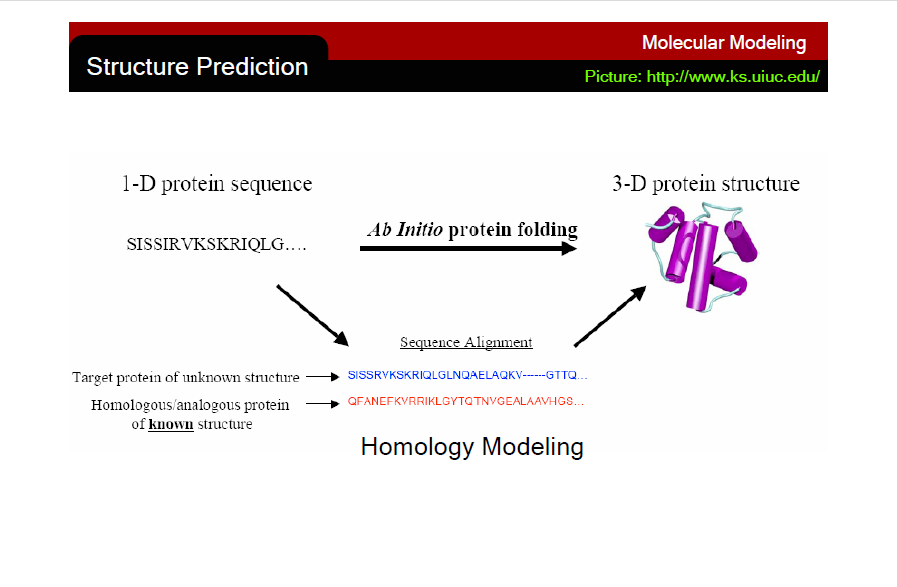 Molecular Modeling
Structure Prediction
Picture: http://www.ks.uiuc.edu/
1-D protein sequence
3-D protein structure
SISSIRVKSKRIQLG....
Ab Initio protein folding
Sequence Alignment
Target protein of unknown structure
SISSRVKSKRIQLGLNQAELAQKV------GTTQ...
Homologous/analogous protein
of known structure
QFANEFKVRRIKLGYTQTNVGEALAAVHGS...
Homology Modeling